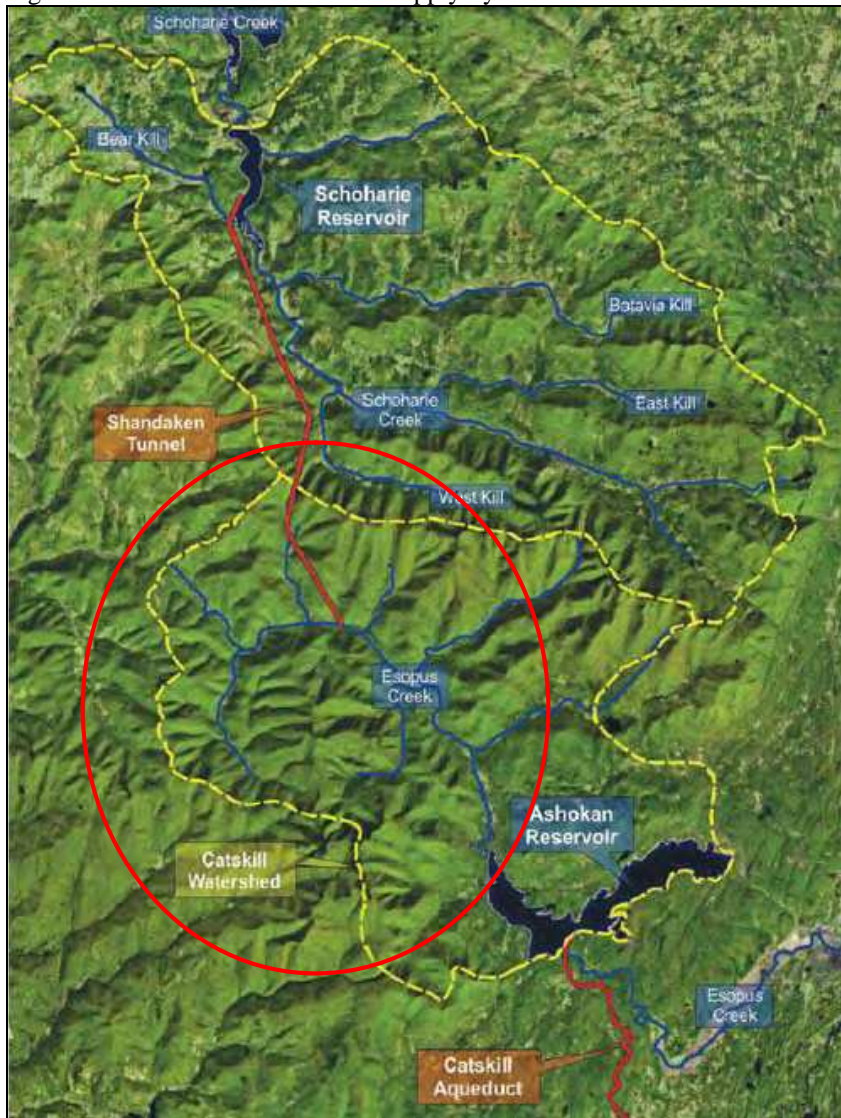 Schoharie Creek
Bear Kill
Schoharie
Reservoir
Batavia Kill
Schoharie
Creek
East Kill
Shandaken
Tunnel
West Kill
Esopus
Creek
Ashokan
Reservoir
Catskill
Watershed
Esopus
Creek
Catskill
Aqueduct